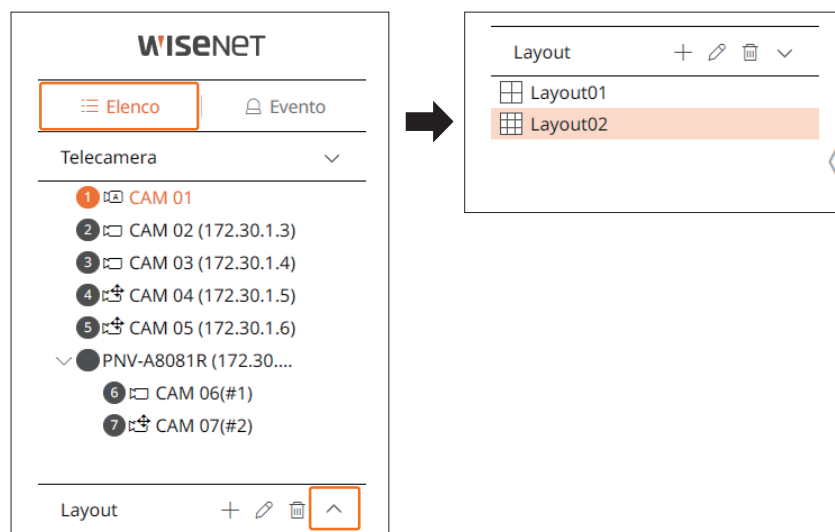 WISENET
Elenco
Evento
Telecamera
1 CAM 01
2 CAM 02 (172.30.1.3)
3 CAM 03 (172.30.1.4)
4 CAM 04 (172.30.1.5)
5 CAM 05 (172.30.1.6)
PNV-A8081R (172.30....
6 CAM 06(#1)
7 CAM 07(#2)
Layout
Layout
Layout01
Layout02